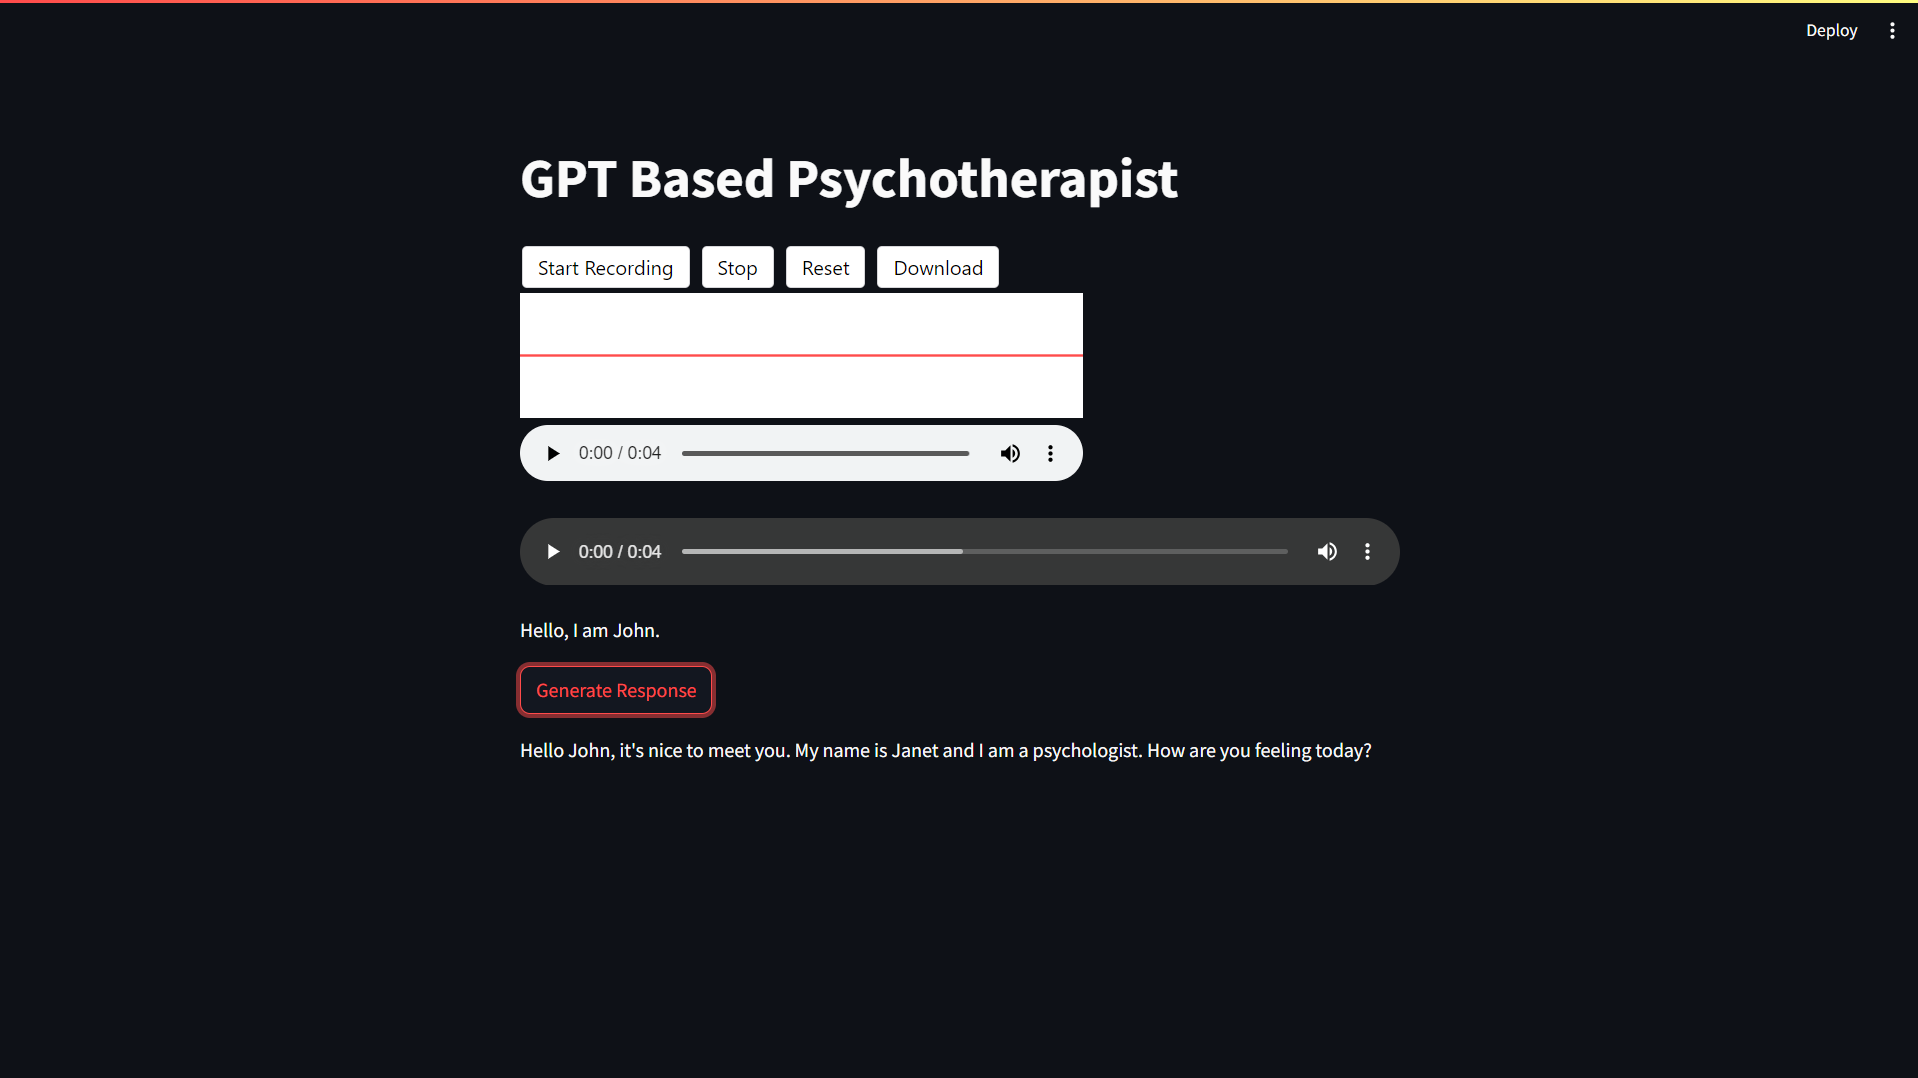 Deploy
GPT Based Psychotherapist
Start Recording Stop Reset Download
0:00 / 0:04
0:00 / 0:04
Hello, I am John.
Generate Response
Hello John, it's nice to meet you. My name is Janet and I am a psychologist. How are you feeling today?